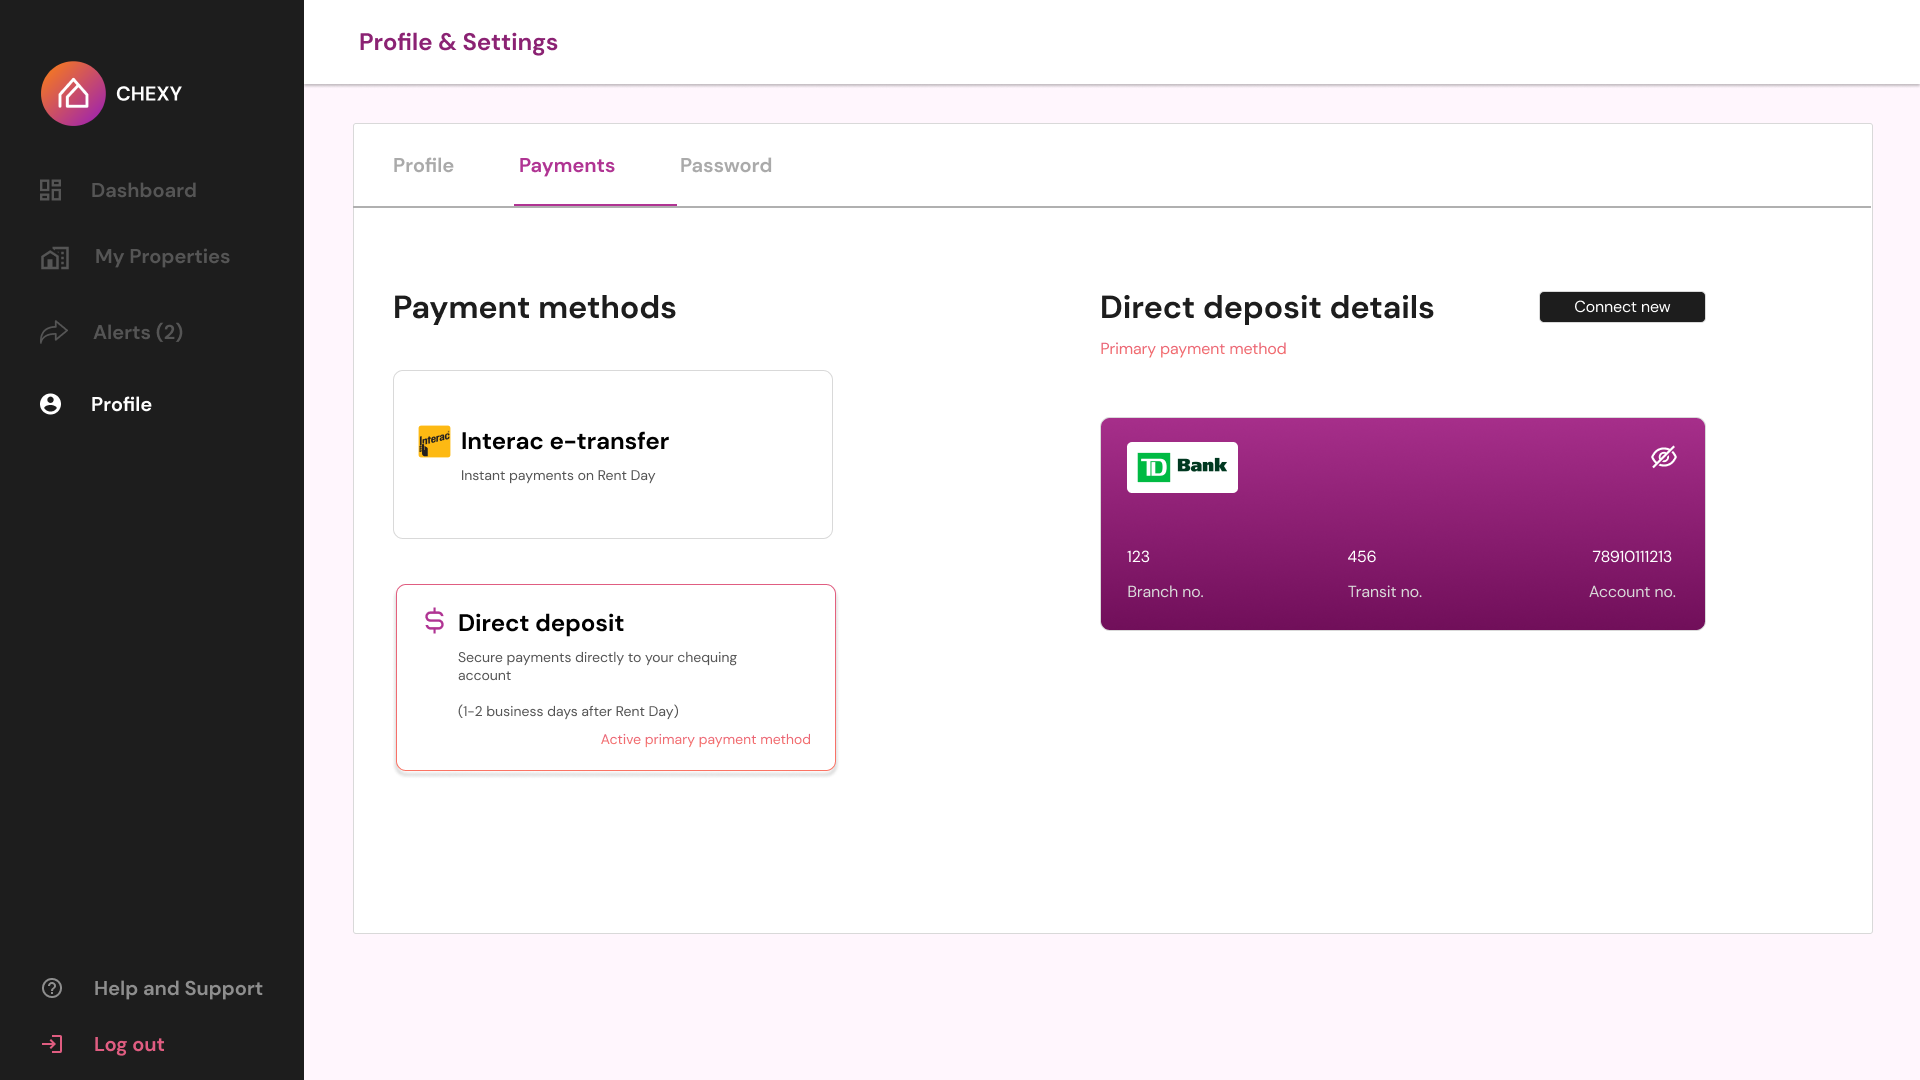 CHEXY
Dashboard
My Properties
Alerts (2)
Profile
Help and Support
Log out
Profile & Settings
Profile
Payments
Password
Payment methods
Interac
Interac e-transfer
Instant payments on Rent Day
Direct deposit
Secure payments directly to your chequing
account
(1-2 business days after Rent Day)
Active primary payment method
Direct deposit details
Connect new
Primary payment method
TD Bank
123
456
78910111213
Branch no.
Transit no.
Account no.